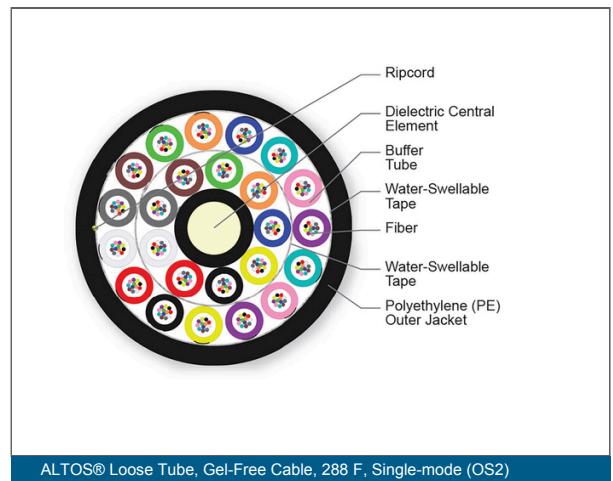 Ripcord
Dielectric Central
Element
Buffer
Tube
Water-Swellable
Tape
Fiber
Water-Swellable
Tape
Polyethylene (PE)
Outer Jacket
ALTOS® Loose Tube, Gel-Free Cable, 288 F, Single-mode (OS2)